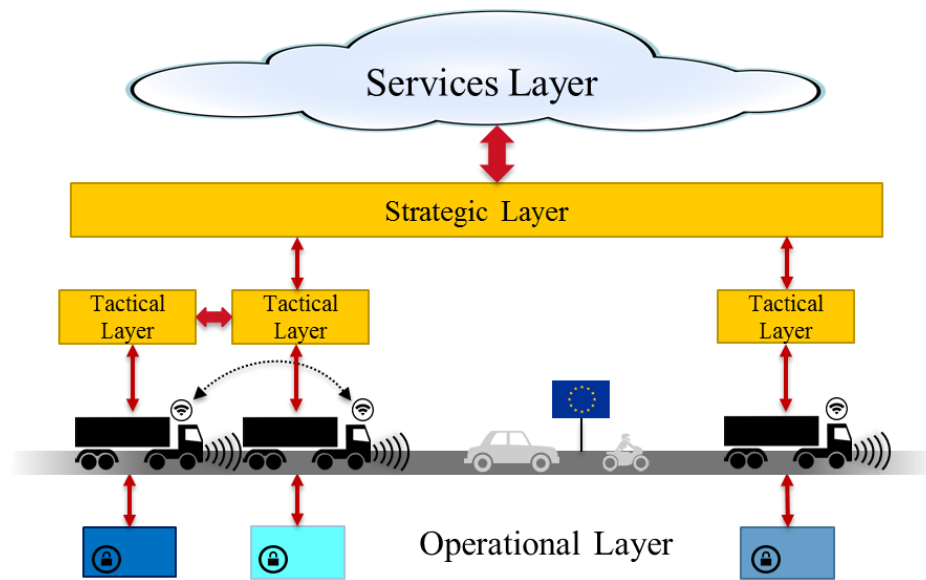 Services Layer
Strategic Layer
Tactical
Layer
Tactical
Layer
Tactical
Layer
Operational Layer